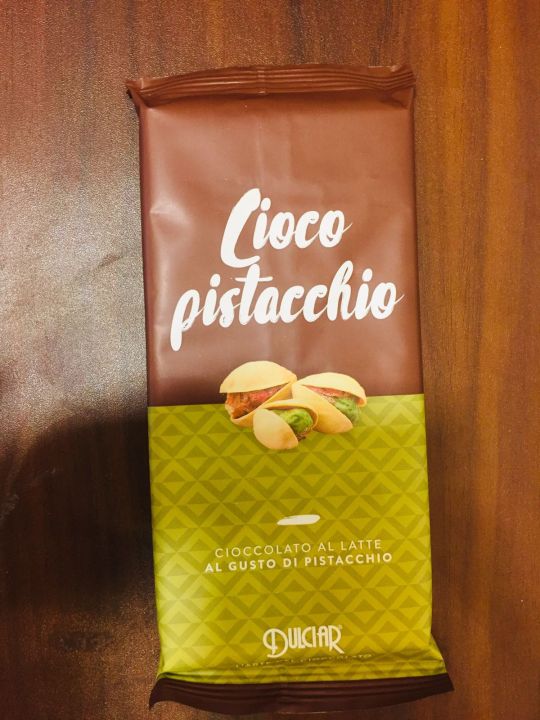 Cioco
pistacchio
CIOCCOLATO AL LATTE
AL GUSTO DI PISTACCHIO
DULCIAR®